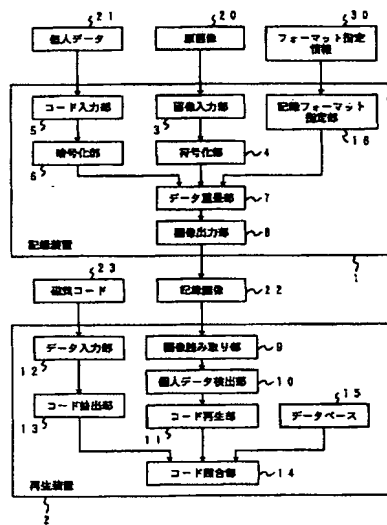 21
20
30
個人データ
原画像
フォーマット指定
情報
コード入力部
画像入力部
記録フォーマット
指定部
5
3
16
暗号化部
符号化部
4
6
データ重畳部
7
画像出力部
8
記録装置
1
23
磁気コード
記録画像
22
データ入力部
画像読み取り部
9
12
個人データ検出部
10
15
コード抽出部
コード再生部
データベース
13
11
コード照合部
14
再生装置
2